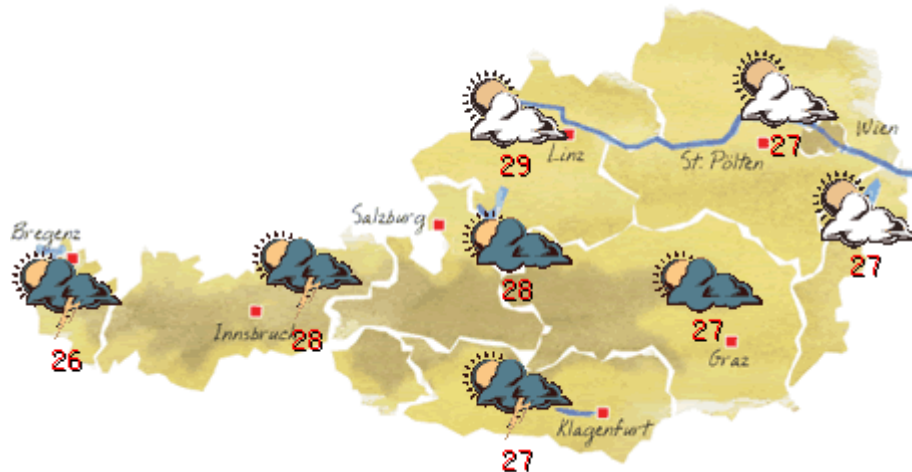 Wien
Linz
29
St. Pölten
27
Salzburg
Bregenz
27
28
26
Innsbruck
28
27
Graz
Klagenfurt
27